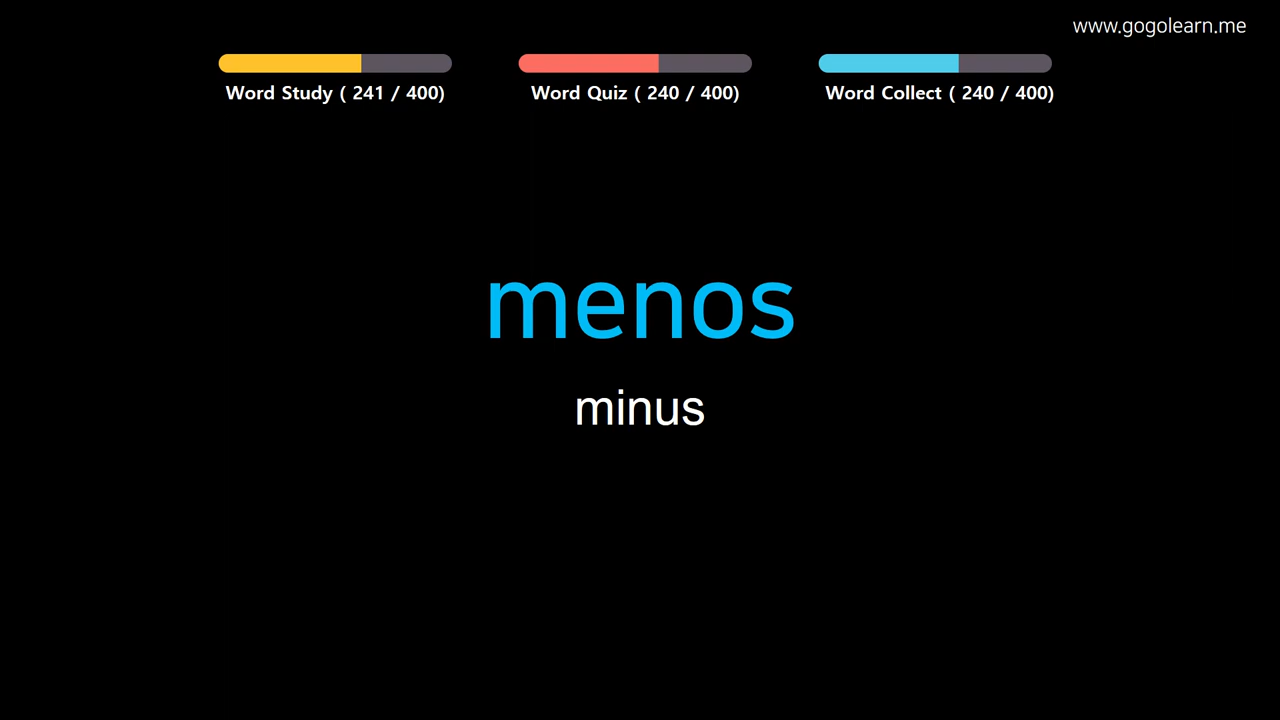 www.gogolearn.me
Word Study ( 241 / 400)
Word Quiz ( 240 / 400)
Word Collect ( 240 / 400)
menos
minus